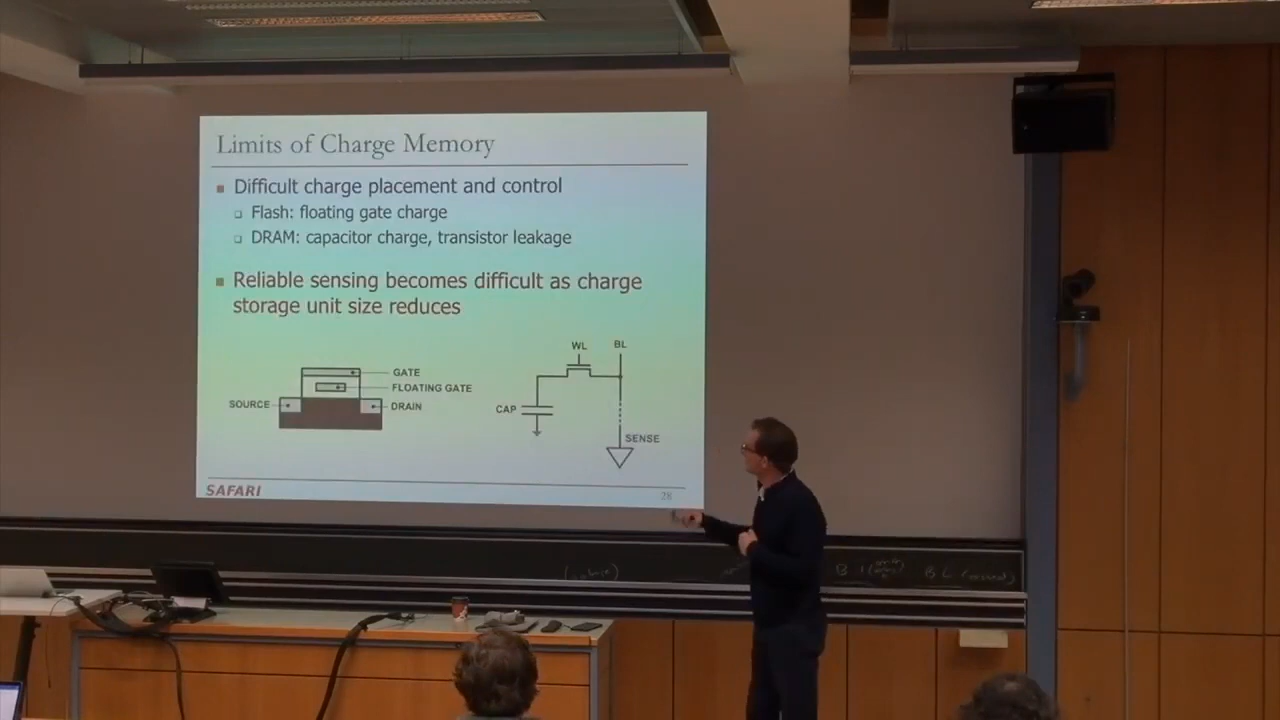 Limits of Charge Memory
Difficult charge placement and control
Flash: floating gate charge
DRAM: capacitor charge, transistor leakage
Reliable sensing becomes difficult as charge
storage unit size reduces
GATE
FLOATING GATE
SOURCE
DRAIN
WL
BL
CAP
SENSE
SAFARI
28